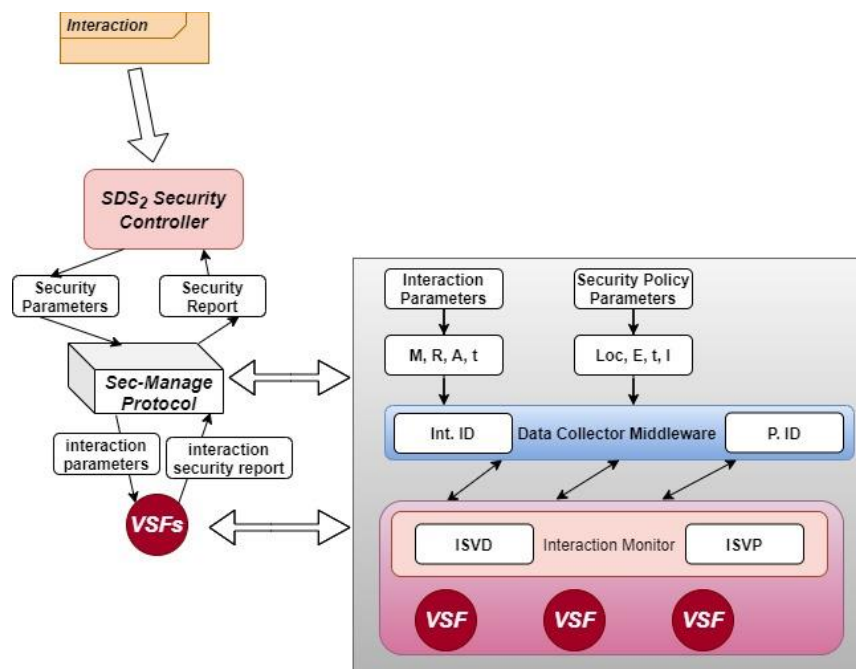 Interaction
SDS2 Security
Controller
Security
Parameters
Security
Report
Sec-Manage
Protocol
interaction
parameters
interaction
security report
VSFs
Interaction
Parameters
Security Policy
Parameters
M, R, A, t
Loc, E, t, I
Int. ID
Data Collector Middleware
P. ID
ISVD
Interaction Monitor
ISVP
VSF
VSF
VSF